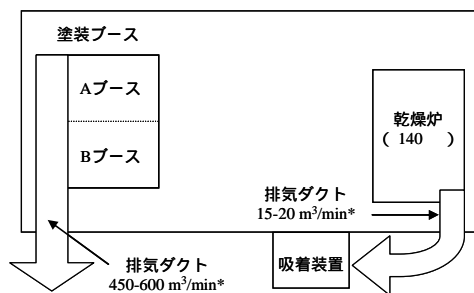 塗装ブース
Aブース
Bブース
乾燥炉
( 140 )
排気ダクト
15-20 m³/min*
排気ダクト
450-600 m³/min*
吸着装置